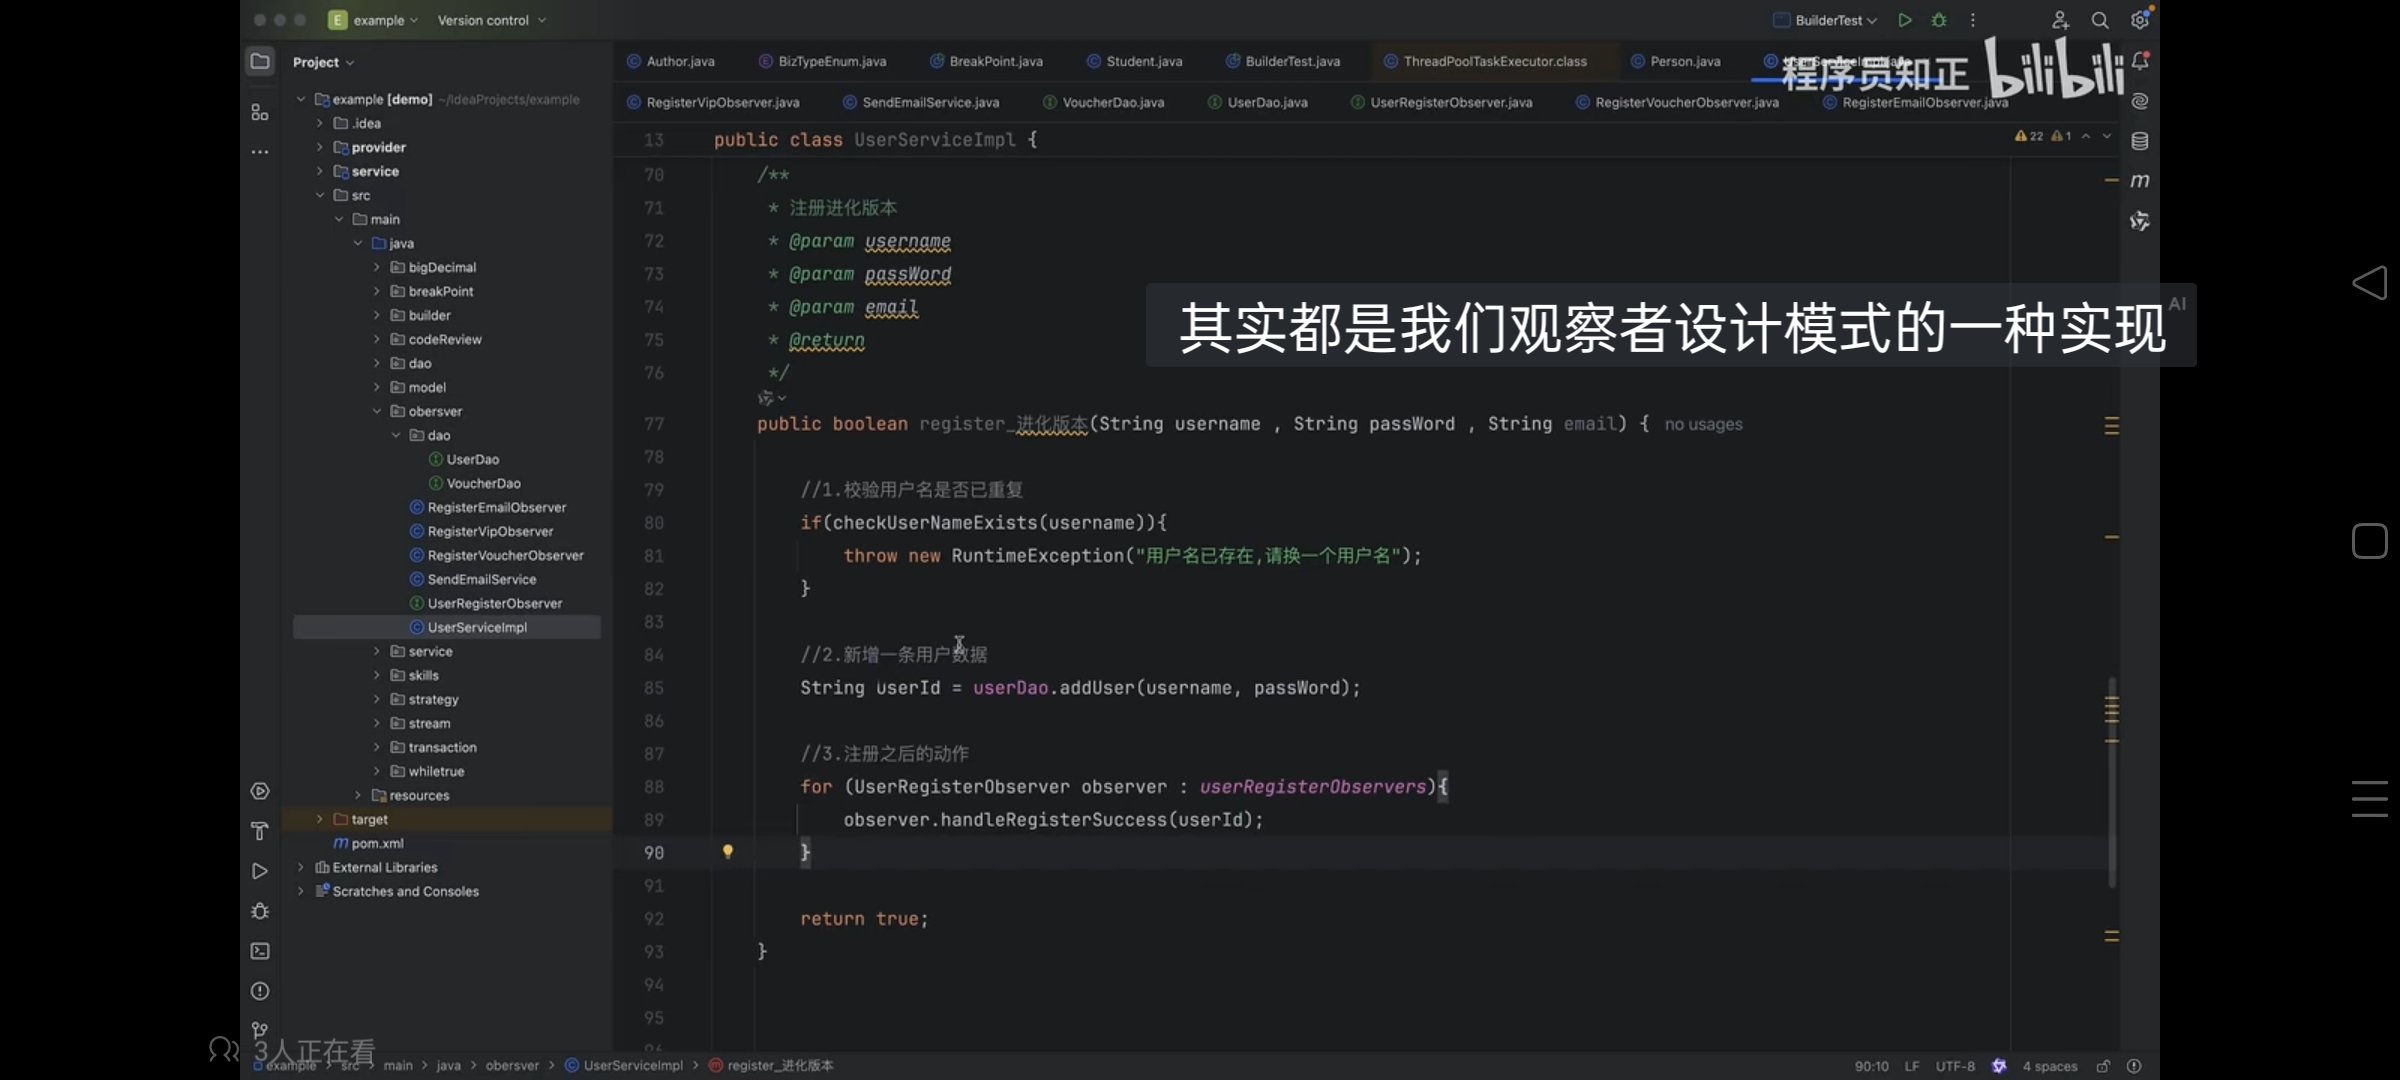 E example Version control BuilderTest
Project
Author.java BizTypeEnum.java BreakPoint.java Student.java BuilderTest.java ThreadPoolTaskExecutor.class Person.java
程序员知正 bilibili
RegisterVipObserver.java SendEmailService.java VoucherDao.java UserDao.java UserRegisterObserver.java RegisterVoucherObserver.java RegisterEmailObserver.java
example [demo] ~/IdeaProjects/example
.idea
provider
service
src
main
java
bigDecimal
breakPoint
builder
codeReview
dao
model
obersver
dao
UserDao
VoucherDao
RegisterEmailObserver
RegisterVipObserver
RegisterVoucherObserver
SendEmailService
UserRegisterObserver
UserServiceImpl
service
skills
strategy
stream
transaction
whiletrue
resources
target
pom.xml
External Libraries
Scratches and Consoles
13 public class UserServiceImpl {
22 1
70 /**
71 * 注册进化版本
72 * @param username
73 * @param passWord
74 * @param email
75 * @return
76 */
其实都是我们观察者设计模式的一种实现
AI
77 public boolean register_进化版本(String username , String passWord , String email) { no usages
78
79 //1.校验用户名是否已重复
80 if(checkUserNameExists(username)){
81 throw new RuntimeException("用户名已存在,请换一个用户名");
82 }
83
84 //2.新增一条用户数据
85 String userId = userDao.addUser(username, passWord);
86
87 //3.注册之后的动作
88 for (UserRegisterObserver observer : userRegisterObservers){
89 observer.handleRegisterSuccess(userId);
90 }
91
92 return true;
93 }
94
95
3人正在看
example > src > main > java > obersver > UserServiceImpl > register_进化版本
90:10 LF UTF-8 4 spaces